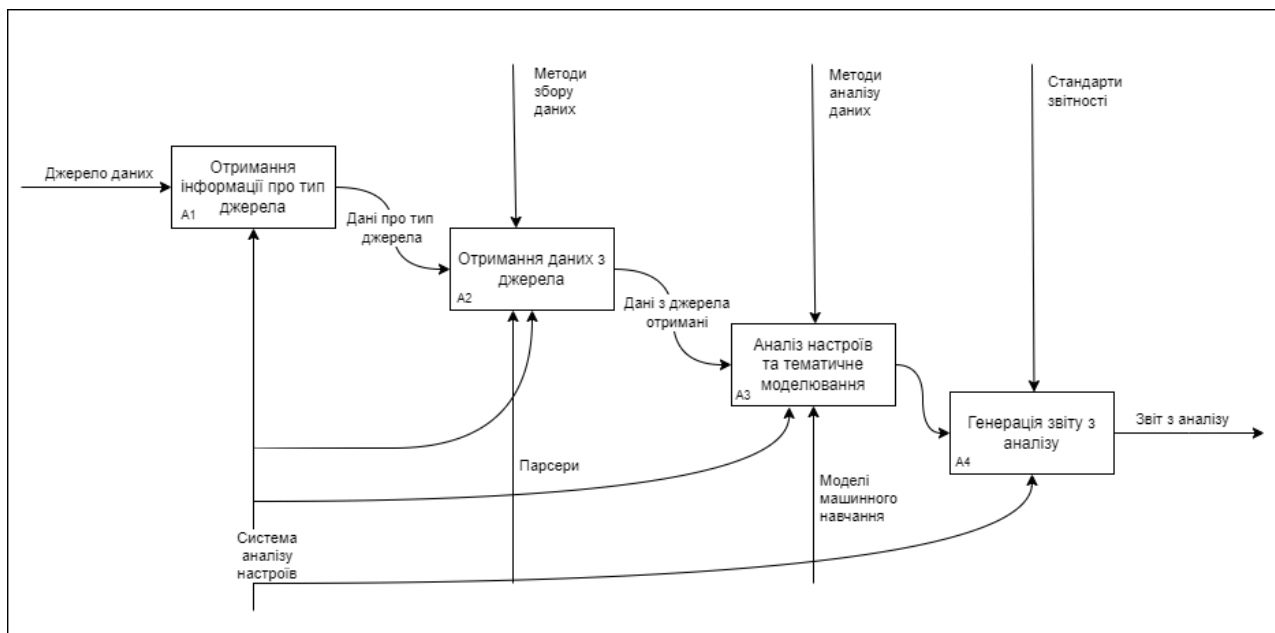 Методи
збору
даних
Методи
аналізу
даних
Стандарти
звітності
Джерело даних
Отримання
інформації про тип
джерела
A1
Дані про тип
джерела
Отримання даних з
джерела
A2
Дані з джерела
отримані
Аналіз настроїв
та тематичне
моделювання
A3
Генерація звіту з
аналізу
A4
Звіт з аналізу
Парсери
Моделі
машинного
навчання
Система
аналізу
настроїв